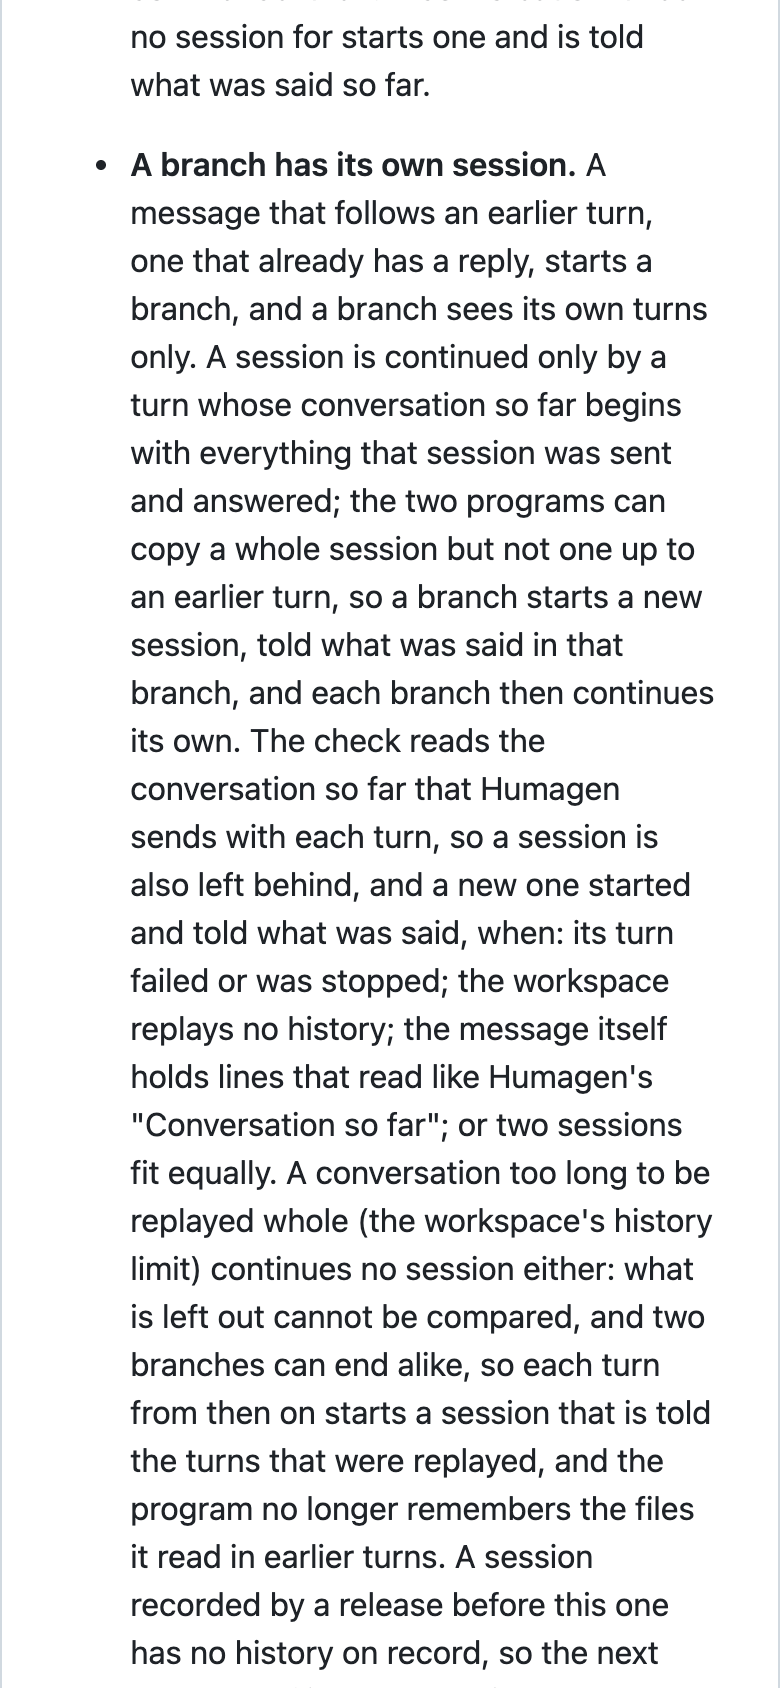 no session for starts one and is told
what was said so far.
• A branch has its own session. A
message that follows an earlier turn,
one that already has a reply, starts a
branch, and a branch sees its own turns
only. A session is continued only by a
turn whose conversation so far begins
with everything that session was sent
and answered; the two programs can
copy a whole session but not one up to
an earlier turn, so a branch starts a new
session, told what was said in that
branch, and each branch then continues
its own. The check reads the
conversation so far that Humagen
sends with each turn, so a session is
also left behind, and a new one started
and told what was said, when: its turn
failed or was stopped; the workspace
replays no history; the message itself
holds lines that read like Humagen's
"Conversation so far"; or two sessions
fit equally. A conversation too long to be
replayed whole (the workspace's history
limit) continues no session either: what
is left out cannot be compared, and two
branches can end alike, so each turn
from then on starts a session that is told
the turns that were replayed, and the
program no longer remembers the files
it read in earlier turns. A session
recorded by a release before this one
has no history on record, so the next